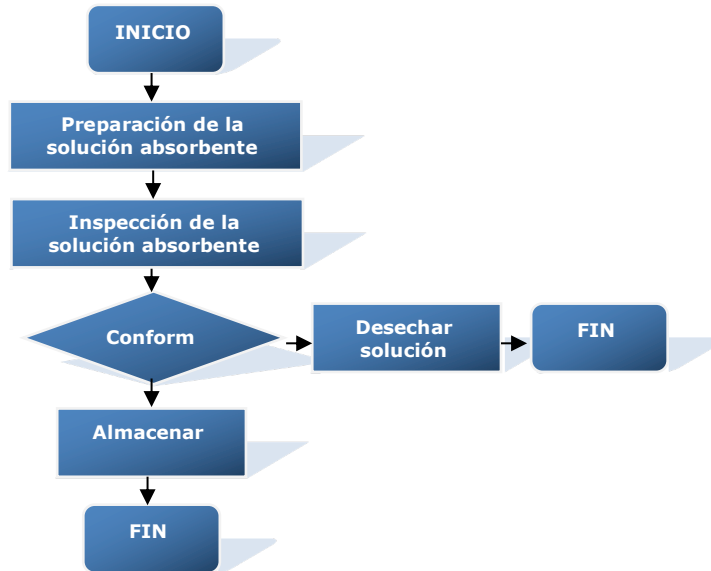 INICIO
Preparación de la
solución absorbente
Inspección de la
solución absorbente
Conform
Desechar
solución
FIN
Almacenar
FIN